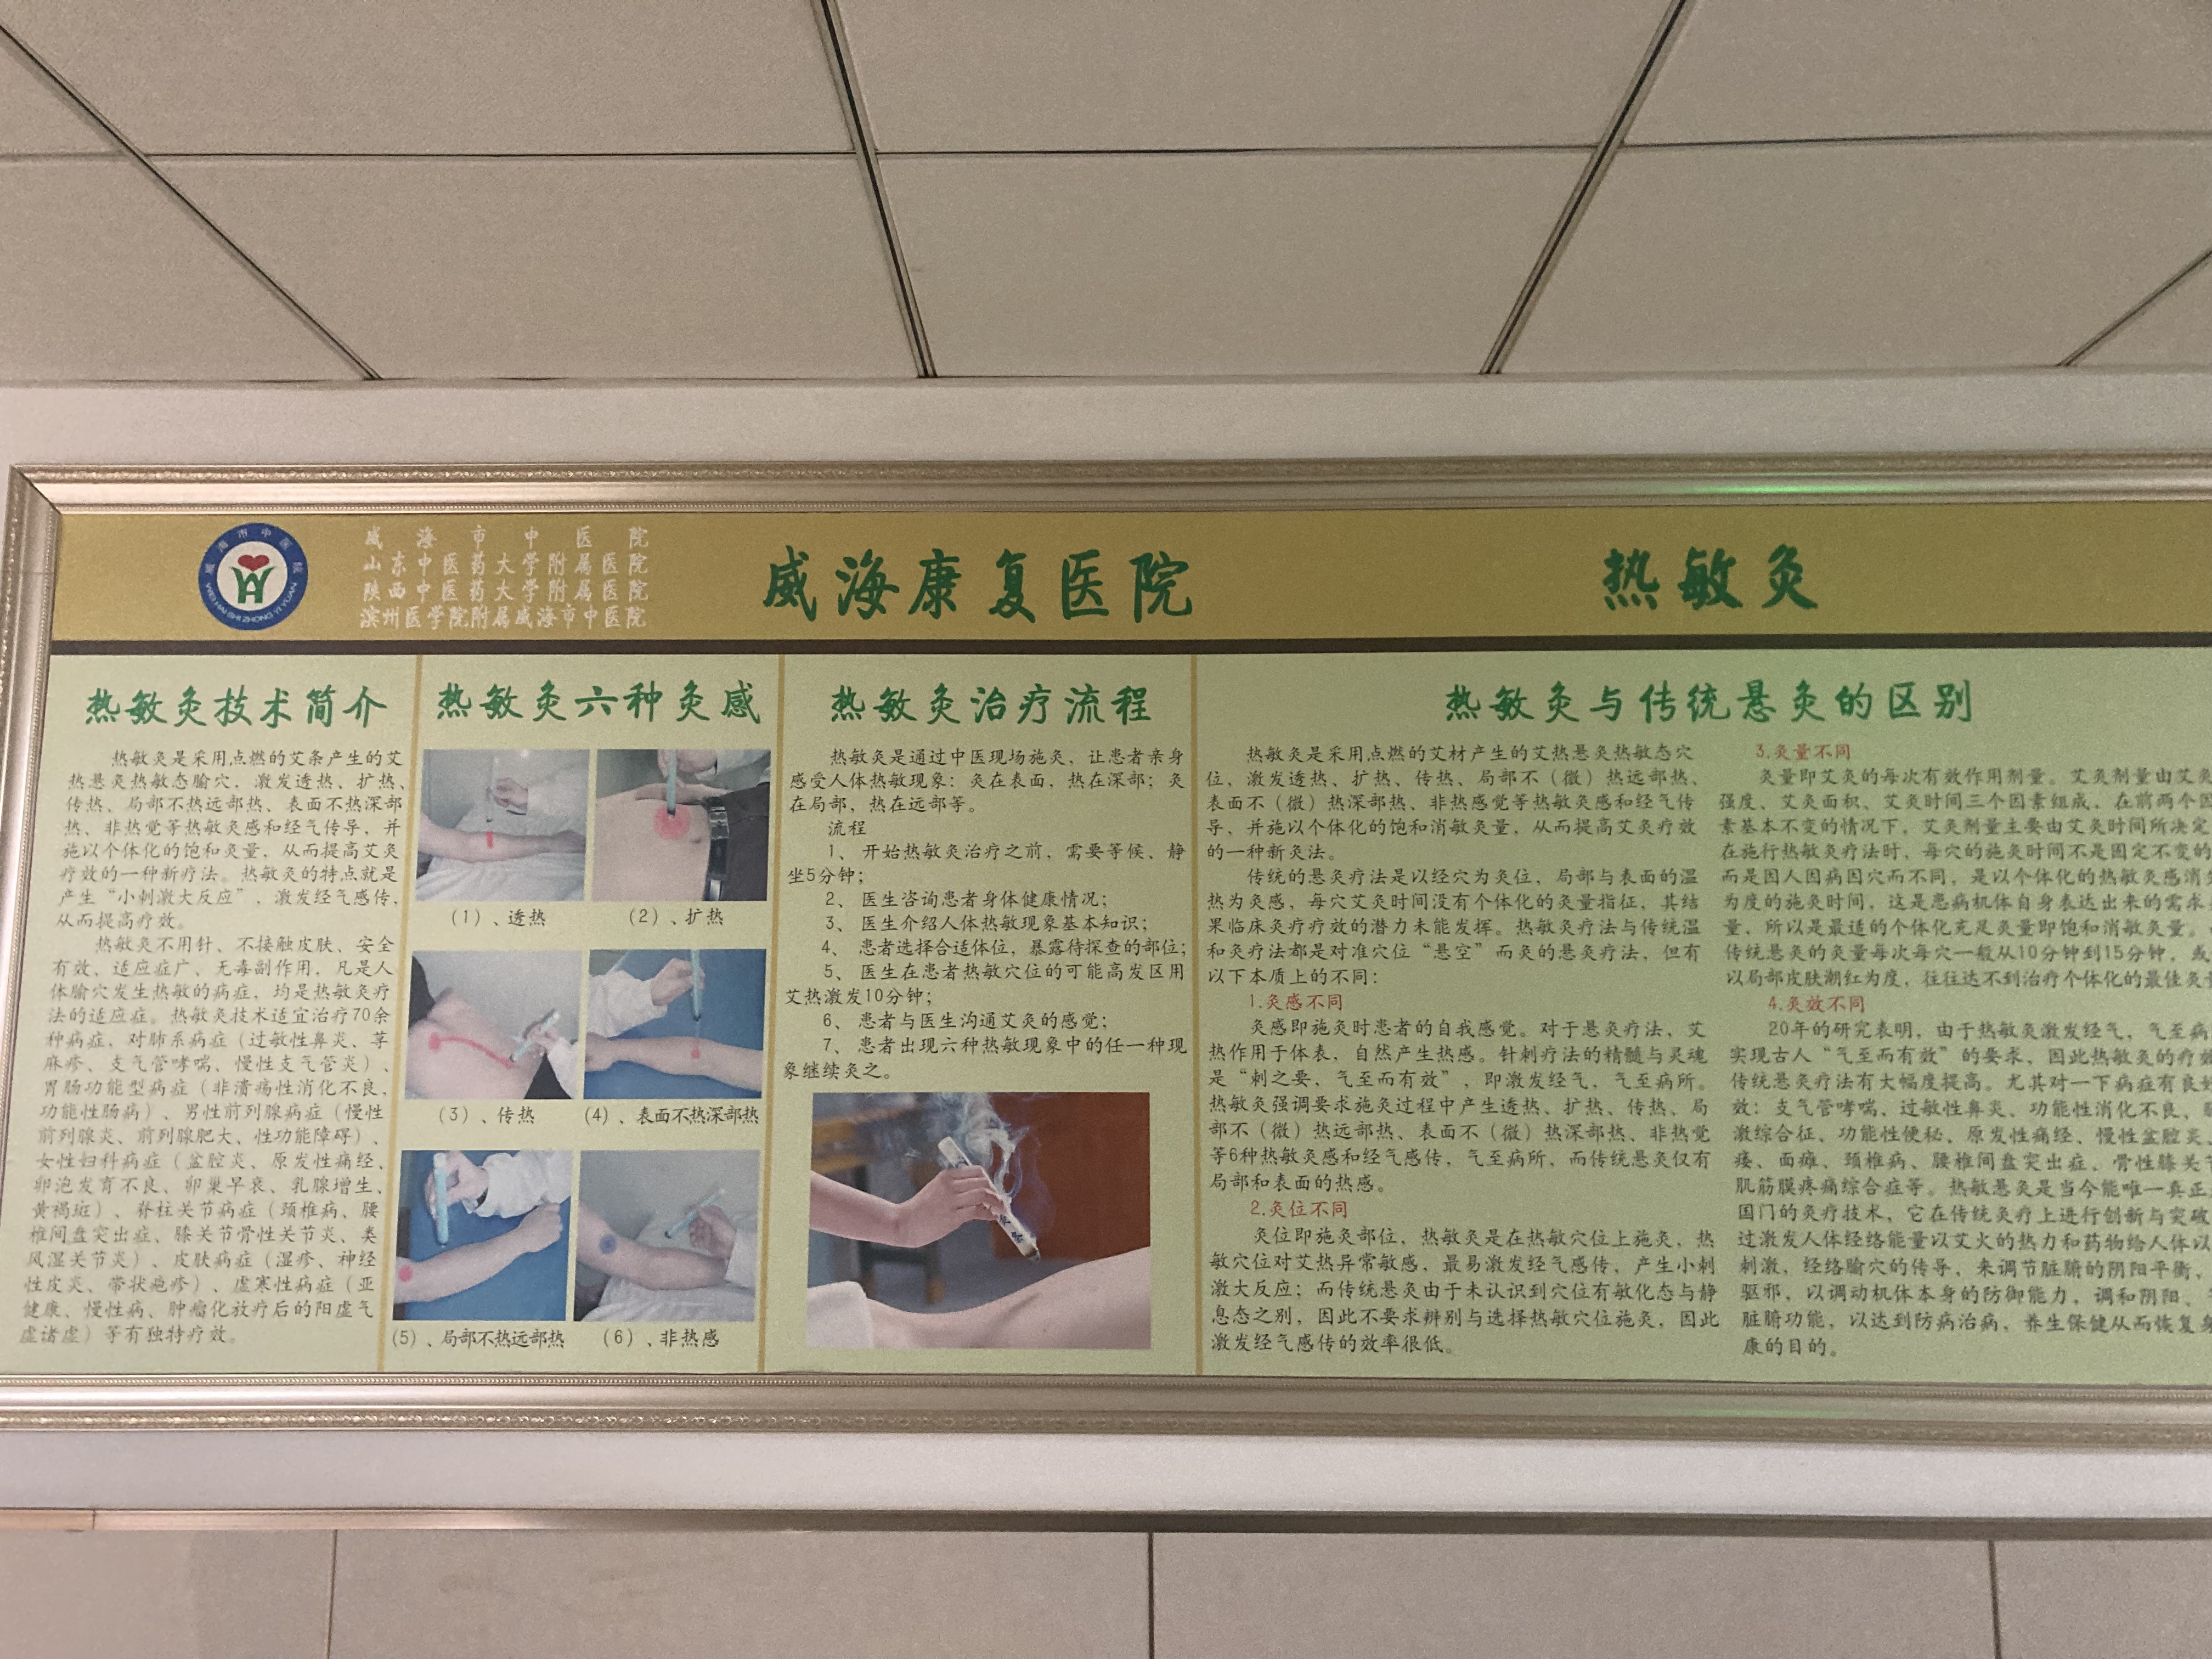 威海市中医院
WEI HAI SHI ZHONG YI YUAN
威海市中医院
山东中医药大学附属医院
陕西中医药大学附属医院
滨州医学院附属威海市中医院
威海康复医院
热敏灸
热敏灸技术简介
热敏灸是采用点燃的艾条产生的艾
热悬灸热敏态腧穴，激发透热、扩热、
传热、局部不热远部热、表面不热深部
热、非热觉等热敏灸感和经气传导，并
施以个体化的饱和灸量，从而提高艾灸
疗效的一种新疗法。热敏灸的特点就是
产生“小刺激大反应”，激发经气感传，
从而提高疗效。
热敏灸不用针、不接触皮肤、安全
有效、适应症广、无毒副作用，凡是人
体腧穴发生热敏的病症，均是热敏灸疗
法的适应症。热敏灸技术适宜治疗70余
种病症，对肺系病症（过敏性鼻炎、荨
麻疹、支气管哮喘、慢性支气管炎）、
胃肠功能型病症（非溃疡性消化不良，
功能性肠病）、男性前列腺病症（慢性
前列腺炎、前列腺肥大、性功能障碍）、
女性妇科病症（盆腔炎、原发性痛经、
卵泡发育不良、卵巢早衰、乳腺增生、
黄褐斑）、脊柱关节病症（颈椎病、腰
椎间盘突出症、膝关节骨性关节炎、类
风湿关节炎）、皮肤病症（湿疹、神经
性皮炎、带状疱疹）、虚寒性病症（亚
健康、慢性病、肿瘤化放疗后的阳虚气
虚诸虚）等有独特疗效。
热敏灸六种灸感
（1）、透热
（2）、扩热
（3）、传热
（4）、表面不热深部热
（5）、局部不热远部热
（6）、非热感
热敏灸治疗流程
热敏灸是通过中医现场施灸，让患者亲身
感受人体热敏现象：灸在表面，热在深部；灸
在局部、热在远部等。
流程
1、 开始热敏灸治疗之前，需要等候、静
坐5分钟；
2、 医生咨询患者身体健康情况；
3、 医生介绍人体热敏现象基本知识；
4、 患者选择合适体位，暴露待探查的部位；
5、 医生在患者热敏穴位的可能高发区用
艾热激发10分钟；
6、 患者与医生沟通艾灸的感觉；
7、 患者出现六种热敏现象中的任一种现
象继续灸之。
热敏灸与传统悬灸的区别
热敏灸是采用点燃的艾材产生的艾热悬灸热敏态穴
位，激发透热、扩热、传热、局部不（微）热远部热、
表面不（微）热深部热、非热感觉等热敏灸感和经气传
导，并施以个体化的饱和消敏灸量，从而提高艾灸疗效
的一种新灸法。
传统的悬灸疗法是以经穴为灸位，局部与表面的温
热为灸感，每穴艾灸时间没有个体化的灸量指征，其结
果临床灸疗疗效的潜力未能发挥。热敏灸疗法与传统温
和灸疗法都是对准穴位“悬空”而灸的悬灸疗法，但有
以下本质上的不同：
1.灸感不同
灸感即施灸时患者的自我感觉。对于悬灸疗法，艾
热作用于体表，自然产生热感。针刺疗法的精髓与灵魂
是“刺之要，气至而有效”，即激发经气，气至病所。
热敏灸强调要求施灸过程中产生透热、扩热、传热、局
部不（微）热远部热、表面不（微）热深部热、非热觉
等6种热敏灸感和经气感传，气至病所，而传统悬灸仅有
局部和表面的热感。
2.灸位不同
灸位即施灸部位，热敏灸是在热敏穴位上施灸，热
敏穴位对艾热异常敏感，最易激发经气感传，产生小刺
激大反应；而传统悬灸由于未认识到穴位有敏化态与静
息态之别，因此不要求辨别与选择热敏穴位施灸，因此
激发经气感传的效率很低。
3.灸量不同
灸量即艾灸的每次有效作用剂量。艾灸剂量由艾灸
强度、艾灸面积、艾灸时间三个因素组成，在前两个因
素基本不变的情况下，艾灸剂量主要由艾灸时间所决定
在施行热敏灸疗法时，每穴的施灸时间不是固定不变的
而是因人因病因穴而不同，是以个体化的热敏灸感消失
为度的施灸时间，这是患病机体自身表达出来的需求
量，所以是最适的个体化充足灸量即饱和消敏灸量。
传统悬灸的灸量每次每穴一般从10分钟到15分钟，或
以局部皮肤潮红为度，往往达不到治疗个体化的最佳灸
4.灸效不同
20年的研究表明，由于热敏灸激发经气，气至病
实现古人“气至而有效”的要求，因此热敏灸的疗效
传统悬灸疗法有大幅度提高。尤其对一下病症有良
效：支气管哮喘、过敏性鼻炎、功能性消化不良、
激综合征、功能性便秘、原发性痛经、慢性盆腔炎
痿、面瘫、颈椎病、腰椎间盘突出症、骨性膝关
肌筋膜疼痛综合症等。热敏悬灸是当今能唯一真正
国门的灸疗技术，它在传统灸疗上进行创新与突破
过激发人体经络能量以艾火的热力和药物给人体以
刺激，经络腧穴的传导，来调节脏腑的阴阳平衡，
驱邪，以调动机体本身的防御能力，调和阴阳、
脏腑功能，以达到防病治病，养生保健从而恢复
康的目的。